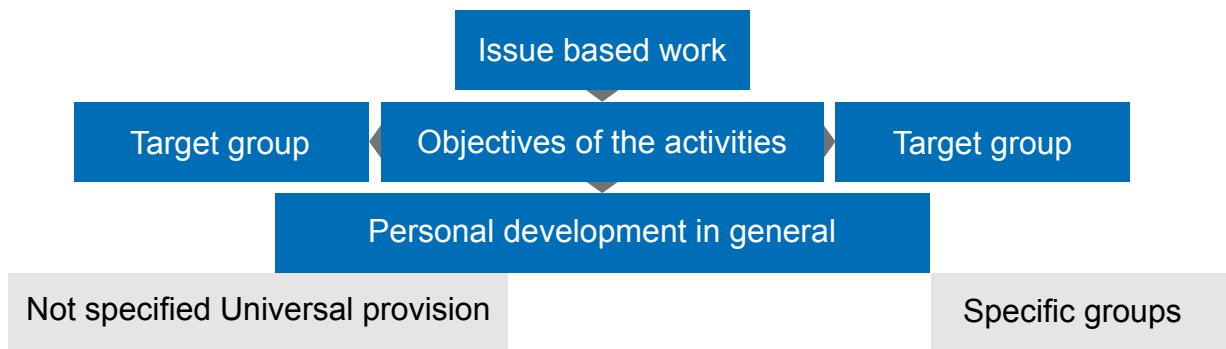 Issue based work
Target group
Objectives of the activities
Target group
Personal development in general
Not specified Universal provision
Specific groups